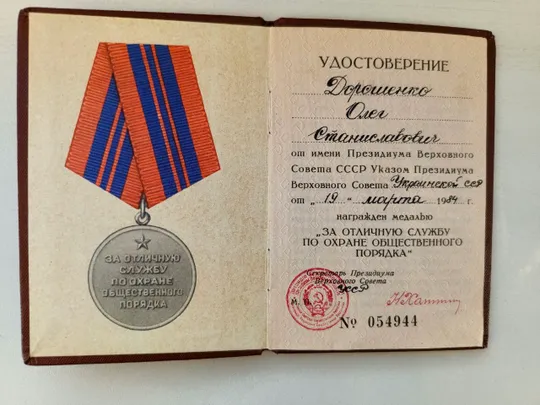 ЗА ОТЛИЧНУЮ
СЛУЖБУ
ПО ОХРАНЕ
ОБЩЕСТВЕННОГО
ПОРЯДКА
УДОСТОВЕРЕНИЕ
Дорошенко
Олег
Станиславович
от имени Президиума Верховного
Совета СССР Указом Президиума
Верховного Совета Украинской ССР
от „19" марта 1984 г.
награжден медалью
„ЗА ОТЛИЧНУЮ СЛУЖБУ
ПО ОХРАНЕ ОБЩЕСТВЕННОГО
ПОРЯДКА"
Секретарь Президиума
Верховного Совета
УССР
М. П.
№ 054944